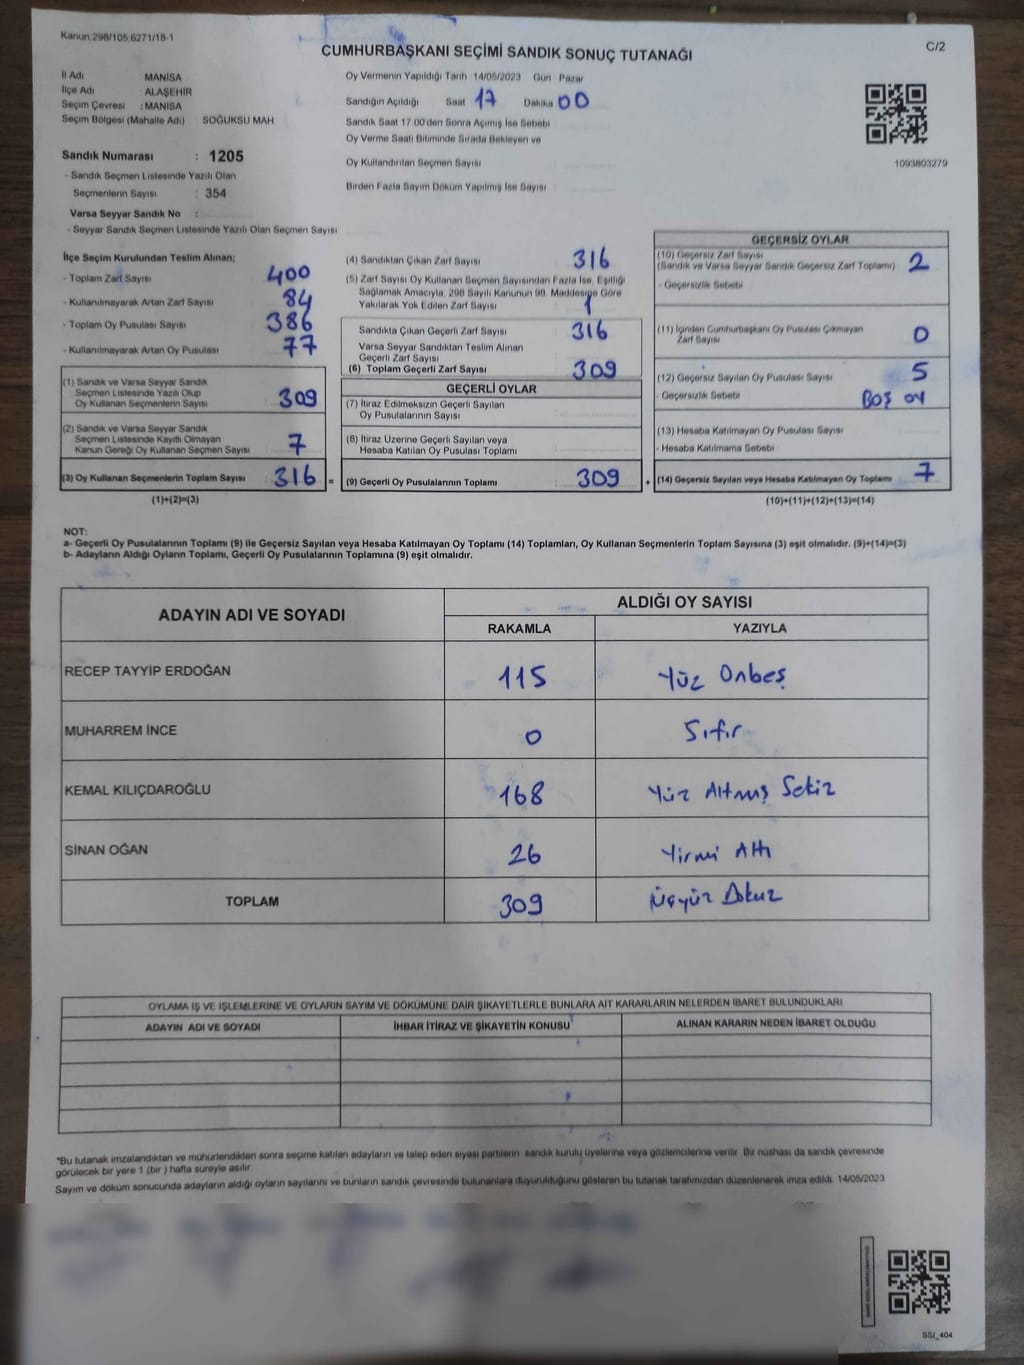 Kanun:298/105;6271/18-1
C/2
CUMHURBAŞKANI SEÇİMİ SANDIK SONUÇ TUTANAĞI
İl Adı MANİSA
İlçe Adı ALAŞEHİR
Seçim Çevresi : MANİSA
Seçim Bölgesi (Mahalle Adı) SOĞUKSU MAH
Sandık Numarası : 1205
- Sandık Seçmen Listesinde Yazılı Olan
Seçmenlerin Sayısı : 354
Varsa Seyyar Sandık No :
- Seyyar Sandık Seçmen Listesinde Yazılı Olan Seçmen Sayısı
Oy Vermenin Yapıldığı Tarih 14/05/2023 Gün Pazar
Sandığın Açıldığı Saat 17 Dakika 00
Sandık Saat 17:00'den Sonra Açılmış İse Sebebi
Oy Verme Saati Bitiminde Sırada Bekleyen ve
Oy Kullandırılan Seçmen Sayısı
Birden Fazla Sayım Döküm Yapılmış İse Sayısı
1093803279
İlçe Seçim Kurulundan Teslim Alınan;
- Toplam Zarf Sayısı 400
- Kullanılmayarak Artan Zarf Sayısı 84
- Toplam Oy Pusulası Sayısı 386
- Kullanılmayarak Artan Oy Pusulası 77
(1) Sandık ve Varsa Seyyar Sandık
Seçmen Listesinde Yazılı Olup
Oy Kullanan Seçmenlerin Sayısı 309
(2) Sandık ve Varsa Seyyar Sandık
Seçmen Listesinde Kayıtlı Olmayan
Kanun Gereği Oy Kullanan Seçmen Sayısı 7
(3) Oy Kullanan Seçmenlerin Toplam Sayısı 316 =
(1)+(2)=(3)
(4) Sandıktan Çıkan Zarf Sayısı 316
(5) Zarf Sayısı Oy Kullanan Seçmen Sayısından Fazla İse, Eşitliği
Sağlamak Amacıyla, 298 Sayılı Kanunun 98. Maddesine Göre
Yakılarak Yok Edilen Zarf Sayısı 1
Sandıkta Çıkan Geçerli Zarf Sayısı 316
Varsa Seyyar Sandıktan Teslim Alınan
Geçerli Zarf Sayısı
(6) Toplam Geçerli Zarf Sayısı 309
GEÇERLİ OYLAR
(7) İtiraz Edilmeksizin Geçerli Sayılan
Oy Pusulalarının Sayısı
(8) İtiraz Üzerine Geçerli Sayılan veya
Hesaba Katılan Oy Pusulası Toplamı
(9) Geçerli Oy Pusulalarının Toplamı 309 +
GEÇERSİZ OYLAR
(10) Geçersiz Zarf Sayısı
(Sandık ve Varsa Seyyar Sandık Geçersiz Zarf Toplamı) 2
- Geçersizlik Sebebi
(11) İçinden Cumhurbaşkanı Oy Pusulası Çıkmayan
Zarf Sayısı 0
(12) Geçersiz Sayılan Oy Pusulası Sayısı 5
- Geçersizlik Sebebi BOŞ OY
(13) Hesaba Katılmayan Oy Pusulası Sayısı
- Hesaba Katılmama Sebebi
(14) Geçersiz Sayılan veya Hesaba Katılmayan Oy Toplamı 7
(10)+(11)+(12)+(13)=(14)
NOT:
a- Geçerli Oy Pusulalarının Toplamı (9) ile Geçersiz Sayılan veya Hesaba Katılmayan Oy Toplamı (14) Toplamları, Oy Kullanan Seçmenlerin Toplam Sayısına (3) eşit olmalıdır. (9)+(14)=(3)
b- Adayların Aldığı Oyların Toplamı, Geçerli Oy Pusulalarının Toplamına (9) eşit olmalıdır.
ADAYIN ADI VE SOYADI ALDIĞI OY SAYISI
RAKAMLA YAZIYLA
RECEP TAYYİP ERDOĞAN 115 Yüz Onbeş
MUHARREM İNCE 0 Sıfır
KEMAL KILIÇDAROĞLU 168 Yüz Altmış Sekiz
SİNAN OĞAN 26 Yirmi Altı
TOPLAM 309 Üçyüz Dokuz
OYLAMA İŞ VE İŞLEMLERİNE VE OYLARIN SAYIM VE DÖKÜMÜNE DAİR ŞİKAYETLERLE BUNLARA AİT KARARLARIN NELERDEN İBARET BULUNDUKLARI
ADAYIN ADI VE SOYADI İHBAR İTİRAZ VE ŞİKAYETİN KONUSU ALINAN KARARIN NEDEN İBARET OLDUĞU
*Bu tutanak imzalandıktan ve mühürlendikten sonra seçime katılan adayların ve talep eden siyasi partilerin sandık kurulu üyelerine veya gözlemcilerine verilir. Bir nüshası da sandık çevresinde
görülecek bir yere 1 (bir ) hafta süreyle asılır.
Sayım ve döküm sonucunda adayların aldığı oyların sayılarını ve bunların sandık çevresinde bulunanlara duyurulduğunu gösteren bu tutanak tarafımızdan düzenlenerek imza edildi. 14/05/2023
SSI_404